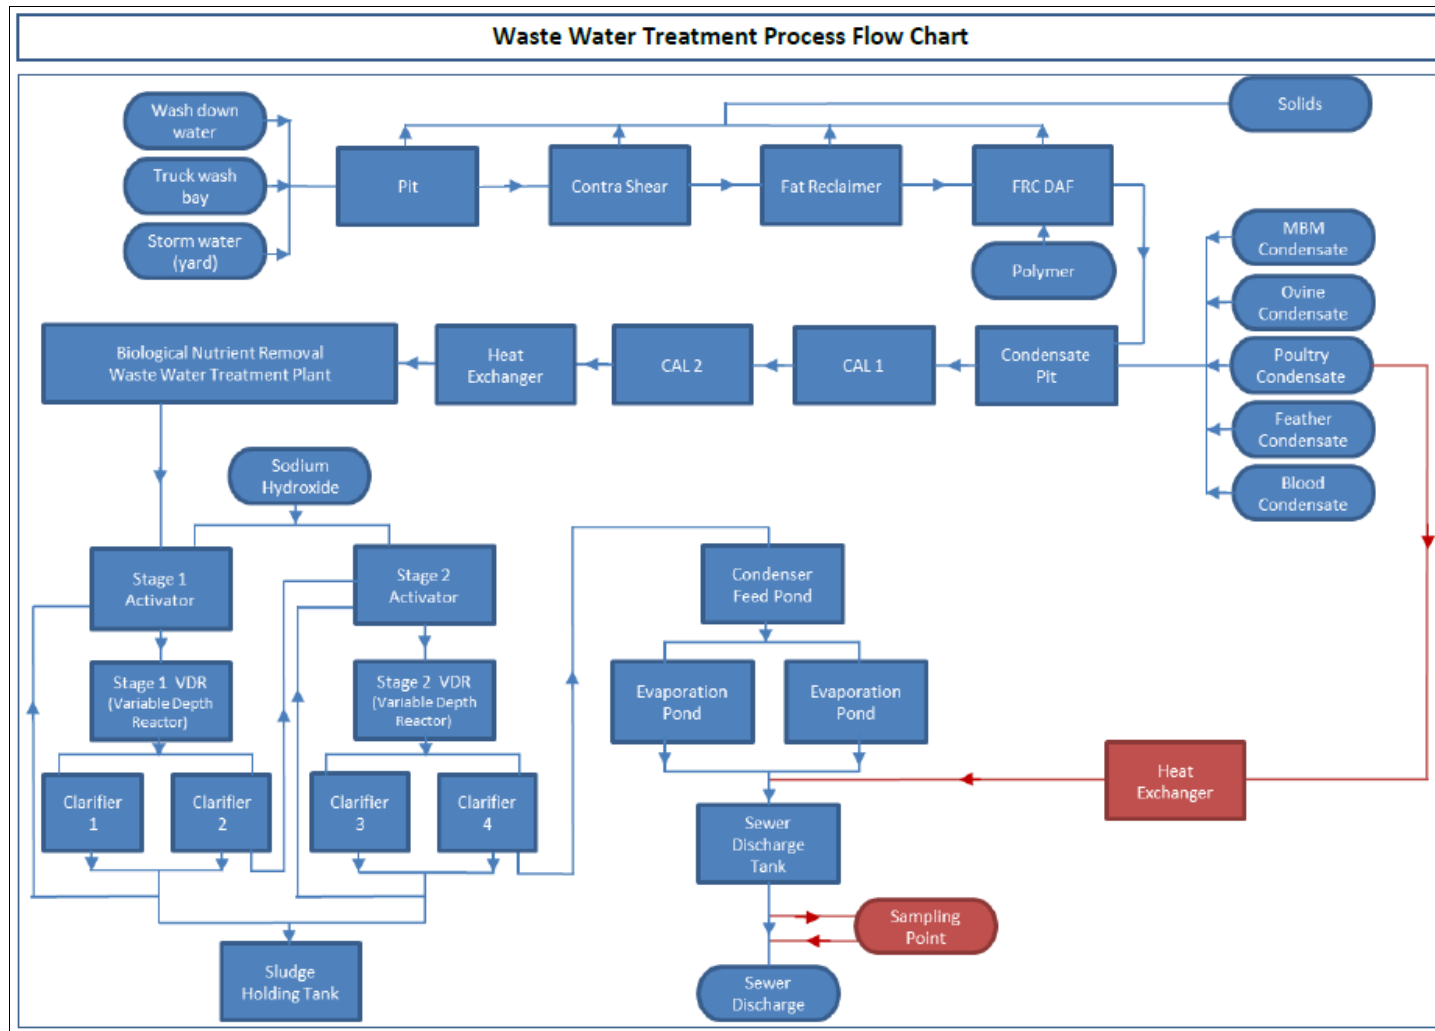 Waste Water Treatment Process Flow Chart
Solids
Wash down
water
Truck wash
bay
Storm water
(yard)
Pit
Contra Shear
Fat Reclaimer
FRC DAF
Polymer
MBM
Condensate
Ovine
Condensate
Poultry
Condensate
Feather
Condensate
Blood
Condensate
Biological Nutrient Removal
Waste Water Treatment Plant
Heat
Exchanger
CAL 2
CAL 1
Condensate
Pit
Sodium
Hydroxide
Stage 1
Activator
Stage 2
Activator
Condenser
Feed Pond
Stage 1 VDR
(Variable Depth
Reactor)
Stage 2 VDR
(Variable Depth
Reactor)
Evaporation
Pond
Evaporation
Pond
Heat
Exchanger
Clarifier
1
Clarifier
2
Clarifier
3
Clarifier
4
Sewer
Discharge
Tank
Sampling
Point
Sludge
Holding Tank
Sewer
Discharge